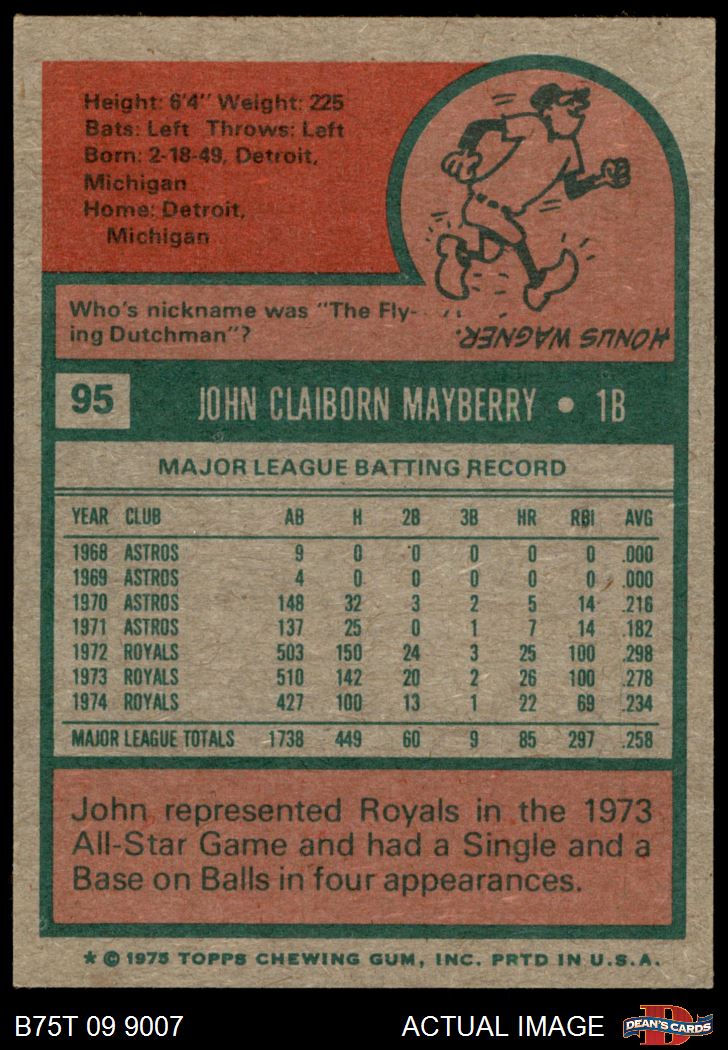 Height: 6'4" Weight: 225
Bats: Left Throws: Left
Born: 2-18-49, Detroit,
Michigan
Home: Detroit,
Michigan
Who's nickname was "The Fly-
ing Dutchman"?
HONUS WAGNER.
95 JOHN CLAIBORN MAYBERRY • 1B
MAJOR LEAGUE BATTING RECORD
YEAR CLUB AB H 2B 3B HR RBI AVG
1968 ASTROS 9 0 0 0 0 0 .000
1969 ASTROS 4 0 0 0 0 0 .000
1970 ASTROS 148 32 3 2 5 14 .216
1971 ASTROS 137 25 0 1 7 14 .182
1972 ROYALS 503 150 24 3 25 100 .298
1973 ROYALS 510 142 20 2 26 100 .278
1974 ROYALS 427 100 13 1 22 69 .234
MAJOR LEAGUE TOTALS 1738 449 60 9 85 297 .258
John represented Royals in the 1973
All-Star Game and had a Single and a
Base on Balls in four appearances.
★ © 1975 TOPPS CHEWING GUM, INC. PRTD IN U.S.A.
B75T 09 9007 ACTUAL IMAGE D DEAN'S CARDS